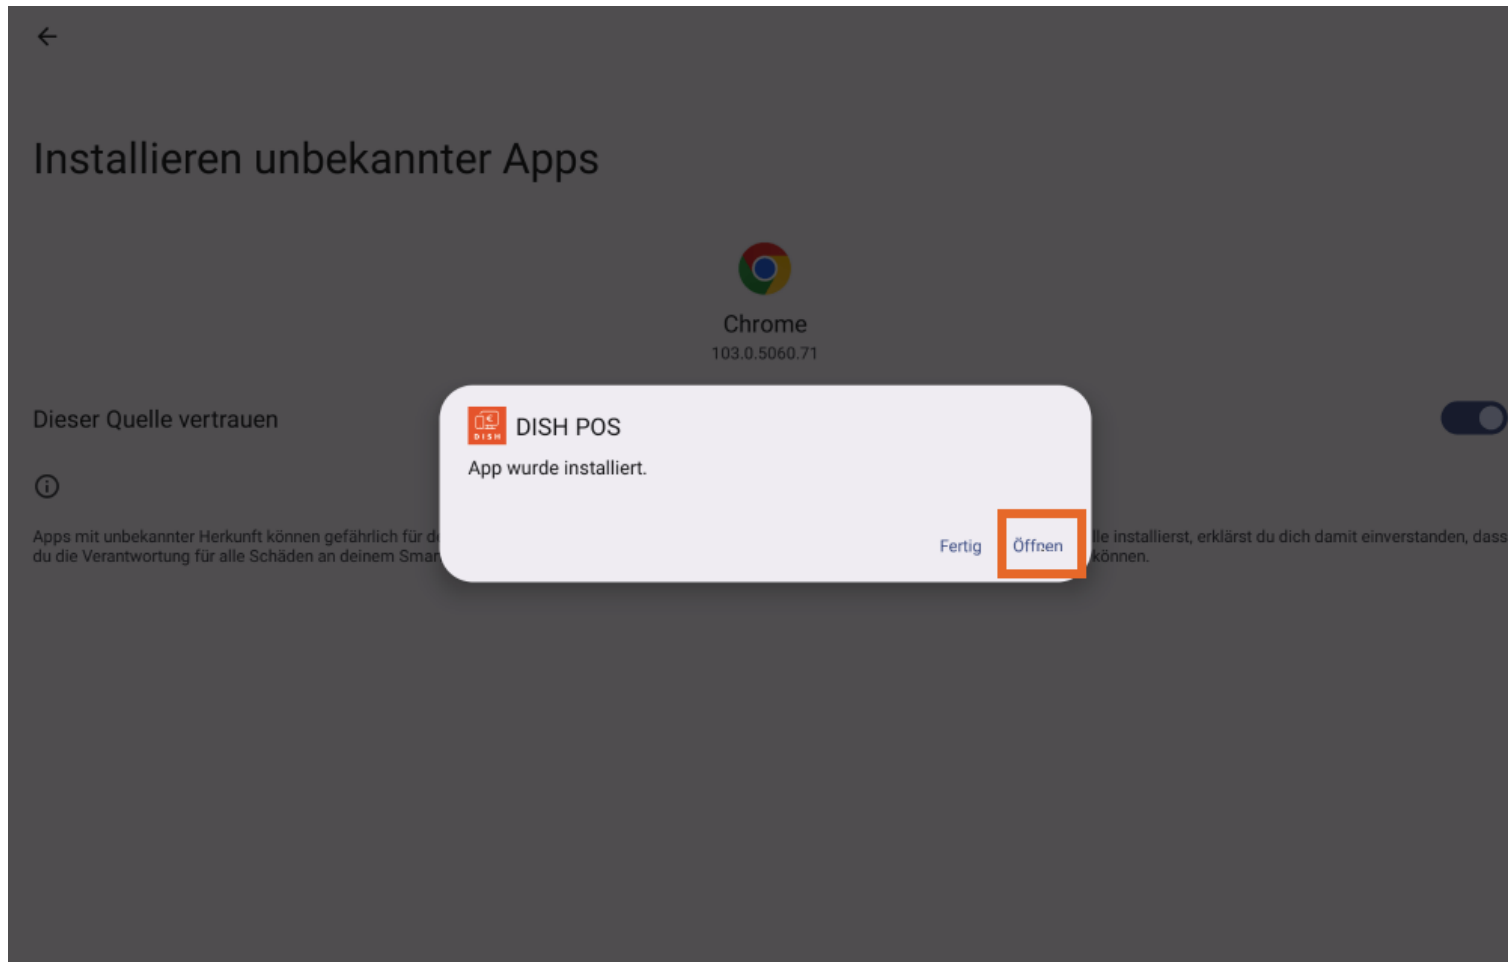 Installieren unbekannter Apps
Chrome
103.0.5060.71
Dieser Quelle vertrauen
DISH
DISH POS
App wurde installiert.
Fertig
Öffnen
Apps mit unbekannter Herkunft können gefährlich für
lle installierst, erklärst du dich damit einverstanden, dass
du die Verantwortung für alle Schäden an deinem
können.